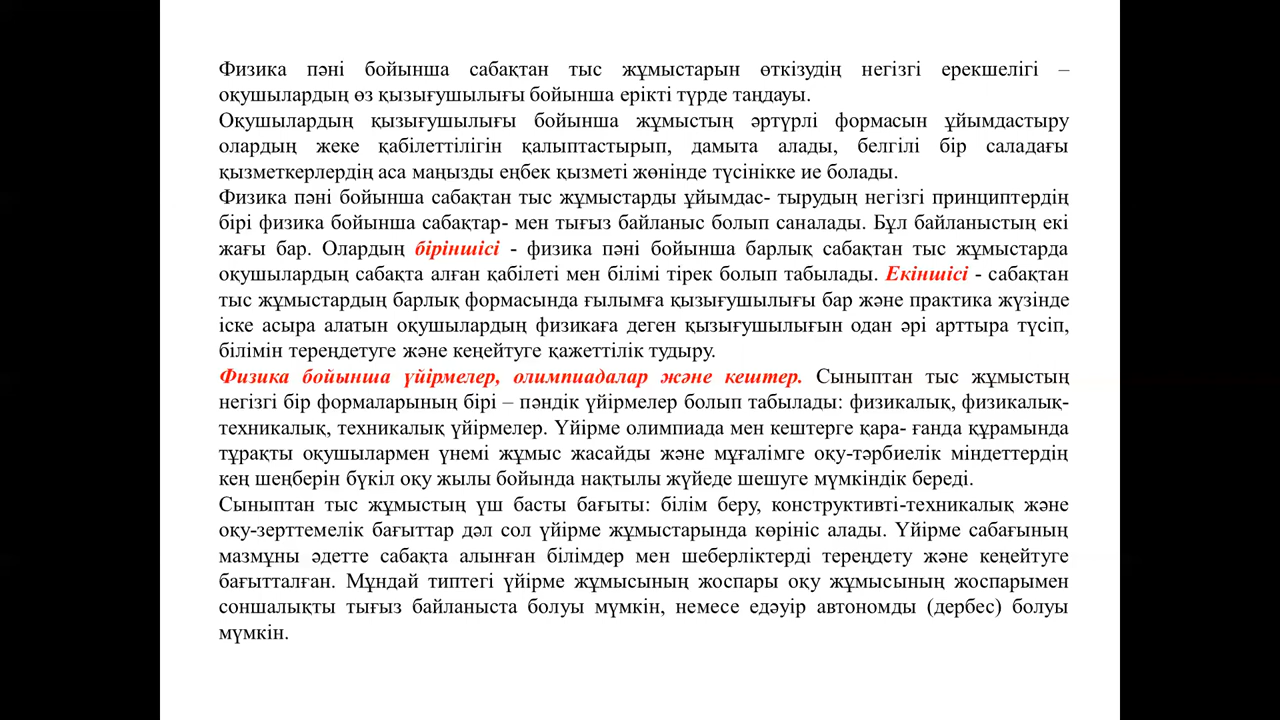 Физика пәні бойынша сабақтан тыс жұмыстарын өткізудің негізгі ерекшелігі –
оқушылардың өз қызығушылығы бойынша ерікті түрде таңдауы.
Оқушылардың қызығушылығы бойынша жұмыстың әртүрлі формасын ұйымдастыру
олардың жеке қабілеттілігін қалыптастырып, дамыта алады, белгілі бір саладағы
қызметкерлердің аса маңызды еңбек қызметі жөнінде түсінікке ие болады.
Физика пәні бойынша сабақтан тыс жұмыстарды ұйымдас- тырудың негізгі принциптердің
бірі физика бойынша сабақтар- мен тығыз байланыс болып саналады. Бұл байланыстың екі
жағы бар. Олардың біріншісі - физика пәні бойынша барлық сабақтан тыс жұмыстарда
оқушылардың сабақта алған қабілеті мен білімі тірек болып табылады. Екіншісі - сабақтан
тыс жұмыстардың барлық формасында ғылымға қызығушылығы бар және практика жүзінде
іске асыра алатын оқушылардың физикаға деген қызығушылығын одан әрі арттыра түсіп,
білімін тереңдетуге және кеңейтуге қажеттілік тудыру.
Физика бойынша үйірмелер, олимпиадалар және кештер. Сыныптан тыс жұмыстың
негізгі бір формаларының бірі – пәндік үйірмелер болып табылады: физикалық, физикалық-
техникалық, техникалық үйірмелер. Үйірме олимпиада мен кештерге қара- ғанда құрамында
тұрақты оқушылармен үнемі жұмыс жасайды және мұғалімге оқу-тәрбиелік міндеттердің
кең шеңберін бүкіл оқу жылы бойында нақтылы жүйеде шешуге мүмкіндік береді.
Сыныптан тыс жұмыстың үш басты бағыты: білім беру, конструктивті-техникалық және
оқу-зерттемелік бағыттар дәл сол үйірме жұмыстарында көрініс алады. Үйірме сабағының
мазмұны әдетте сабақта алынған білімдер мен шеберліктерді тереңдету және кеңейтуге
бағытталған. Мұндай типтегі үйірме жұмысының жоспары оқу жұмысының жоспарымен
соншалықты тығыз байланыста болуы мүмкін, немесе едәуір автономды (дербес) болуы
мүмкін.